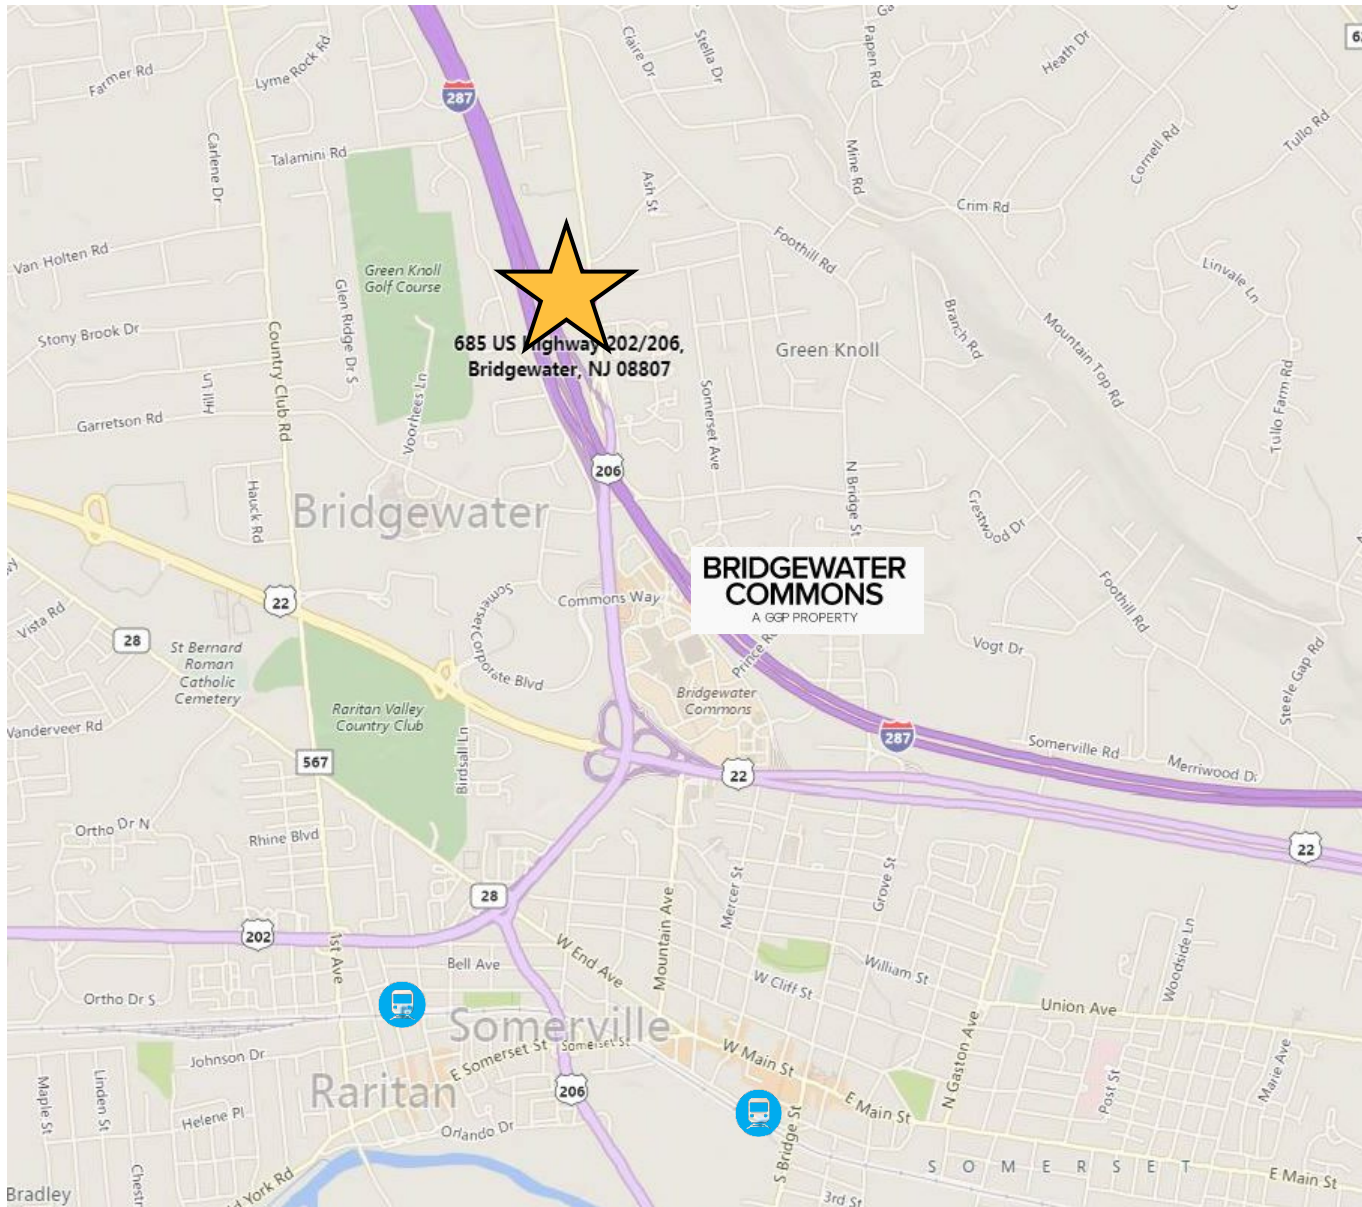 Ga
Papen Rd
Heath Dr
Claire Dr
Stella Dr
Lyme Rock Rd
Farmer Rd
287
Tullo Rd
Cornell Rd
Carlene Dr
Talamini Rd
Mine Rd
Ash St
Crim Rd
Foothill Rd
Van Holten Rd
Green Knoll
Golf Course
Linvale Ln
Glen Ridge Dr S
Stony Brook Dr
Country Club Rd
Branch Rd
Mountain Top Rd
685 US Highway 202/206,
Bridgewater, NJ 08807
Green Knoll
Hill Ln
Voorhees Ln
Somerset Ave
Tullo Farm Rd
Garretson Rd
206
N Bridge St
Hauck Rd
Bridgewater
Crestwood Dr
BRIDGEWATER
COMMONS
A GGP PROPERTY
22
Commons Way
Somerset Corporate Blvd
Foothill Rd
Vista Rd
28
St Bernard
Roman
Catholic
Cemetery
Prince Ro
Vogt Dr
Steele Gap Rd
Raritan Valley
Country Club
Bridgewater
Commons
Vanderveer Rd
Birdsall Ln
287
Somerville Rd
Merriwood Dr
567
22
Ortho Dr N
Rhine Blvd
22
28
Mercer St
Grove St
Mountain Ave
202
1st Ave
W End Ave
Bell Ave
William St
W Cliff St
Woodside Ln
Ortho Dr S
Union Ave
Somerville
N Gaston Ave
Johnson Dr
E Somerset St
Somerset St
W Main St
Maple St
Linden St
Raritan
206
Post St
Marie Ave
Helene Pl
E Main St
Orlando Dr
S Bridge St
SOMERSET
E Main St
Chestn
d York Rd
Bradley
3rd St